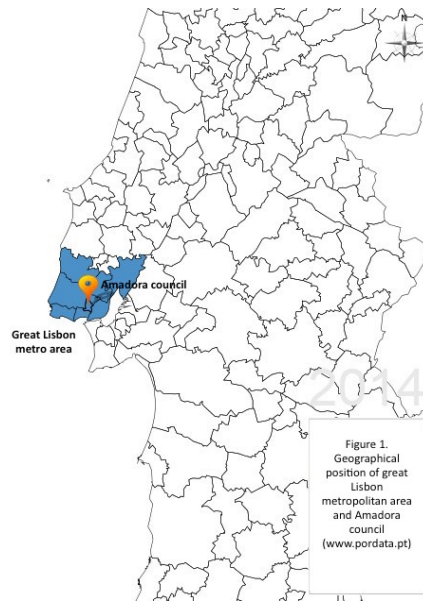 N
Amadora council
Great Lisbon
metro area
2014
Figure 1.
Geographical
position of great
Lisbon
metropolitan area
and Amadora
council
(www.pordata.pt)